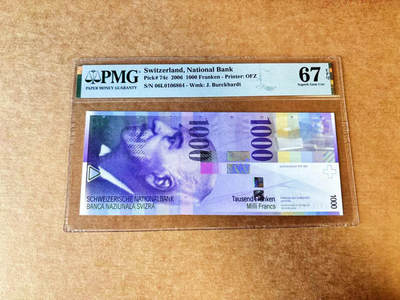 PMG
PAPER MONEY GUARANTY
Switzerland, National Bank
Pick# 74c 2006 1000 Franken - Printer: OFZ
S/N 06L0106864 - Wmk: J. Burckhardt
67
Superb Gem Unc
EPQ
1000
1000
SCHWEIZERISCHE NATIONALBANK
BANCA NAZIUNALA SVIZRA
Tausend Franken
Milli Francs
1000